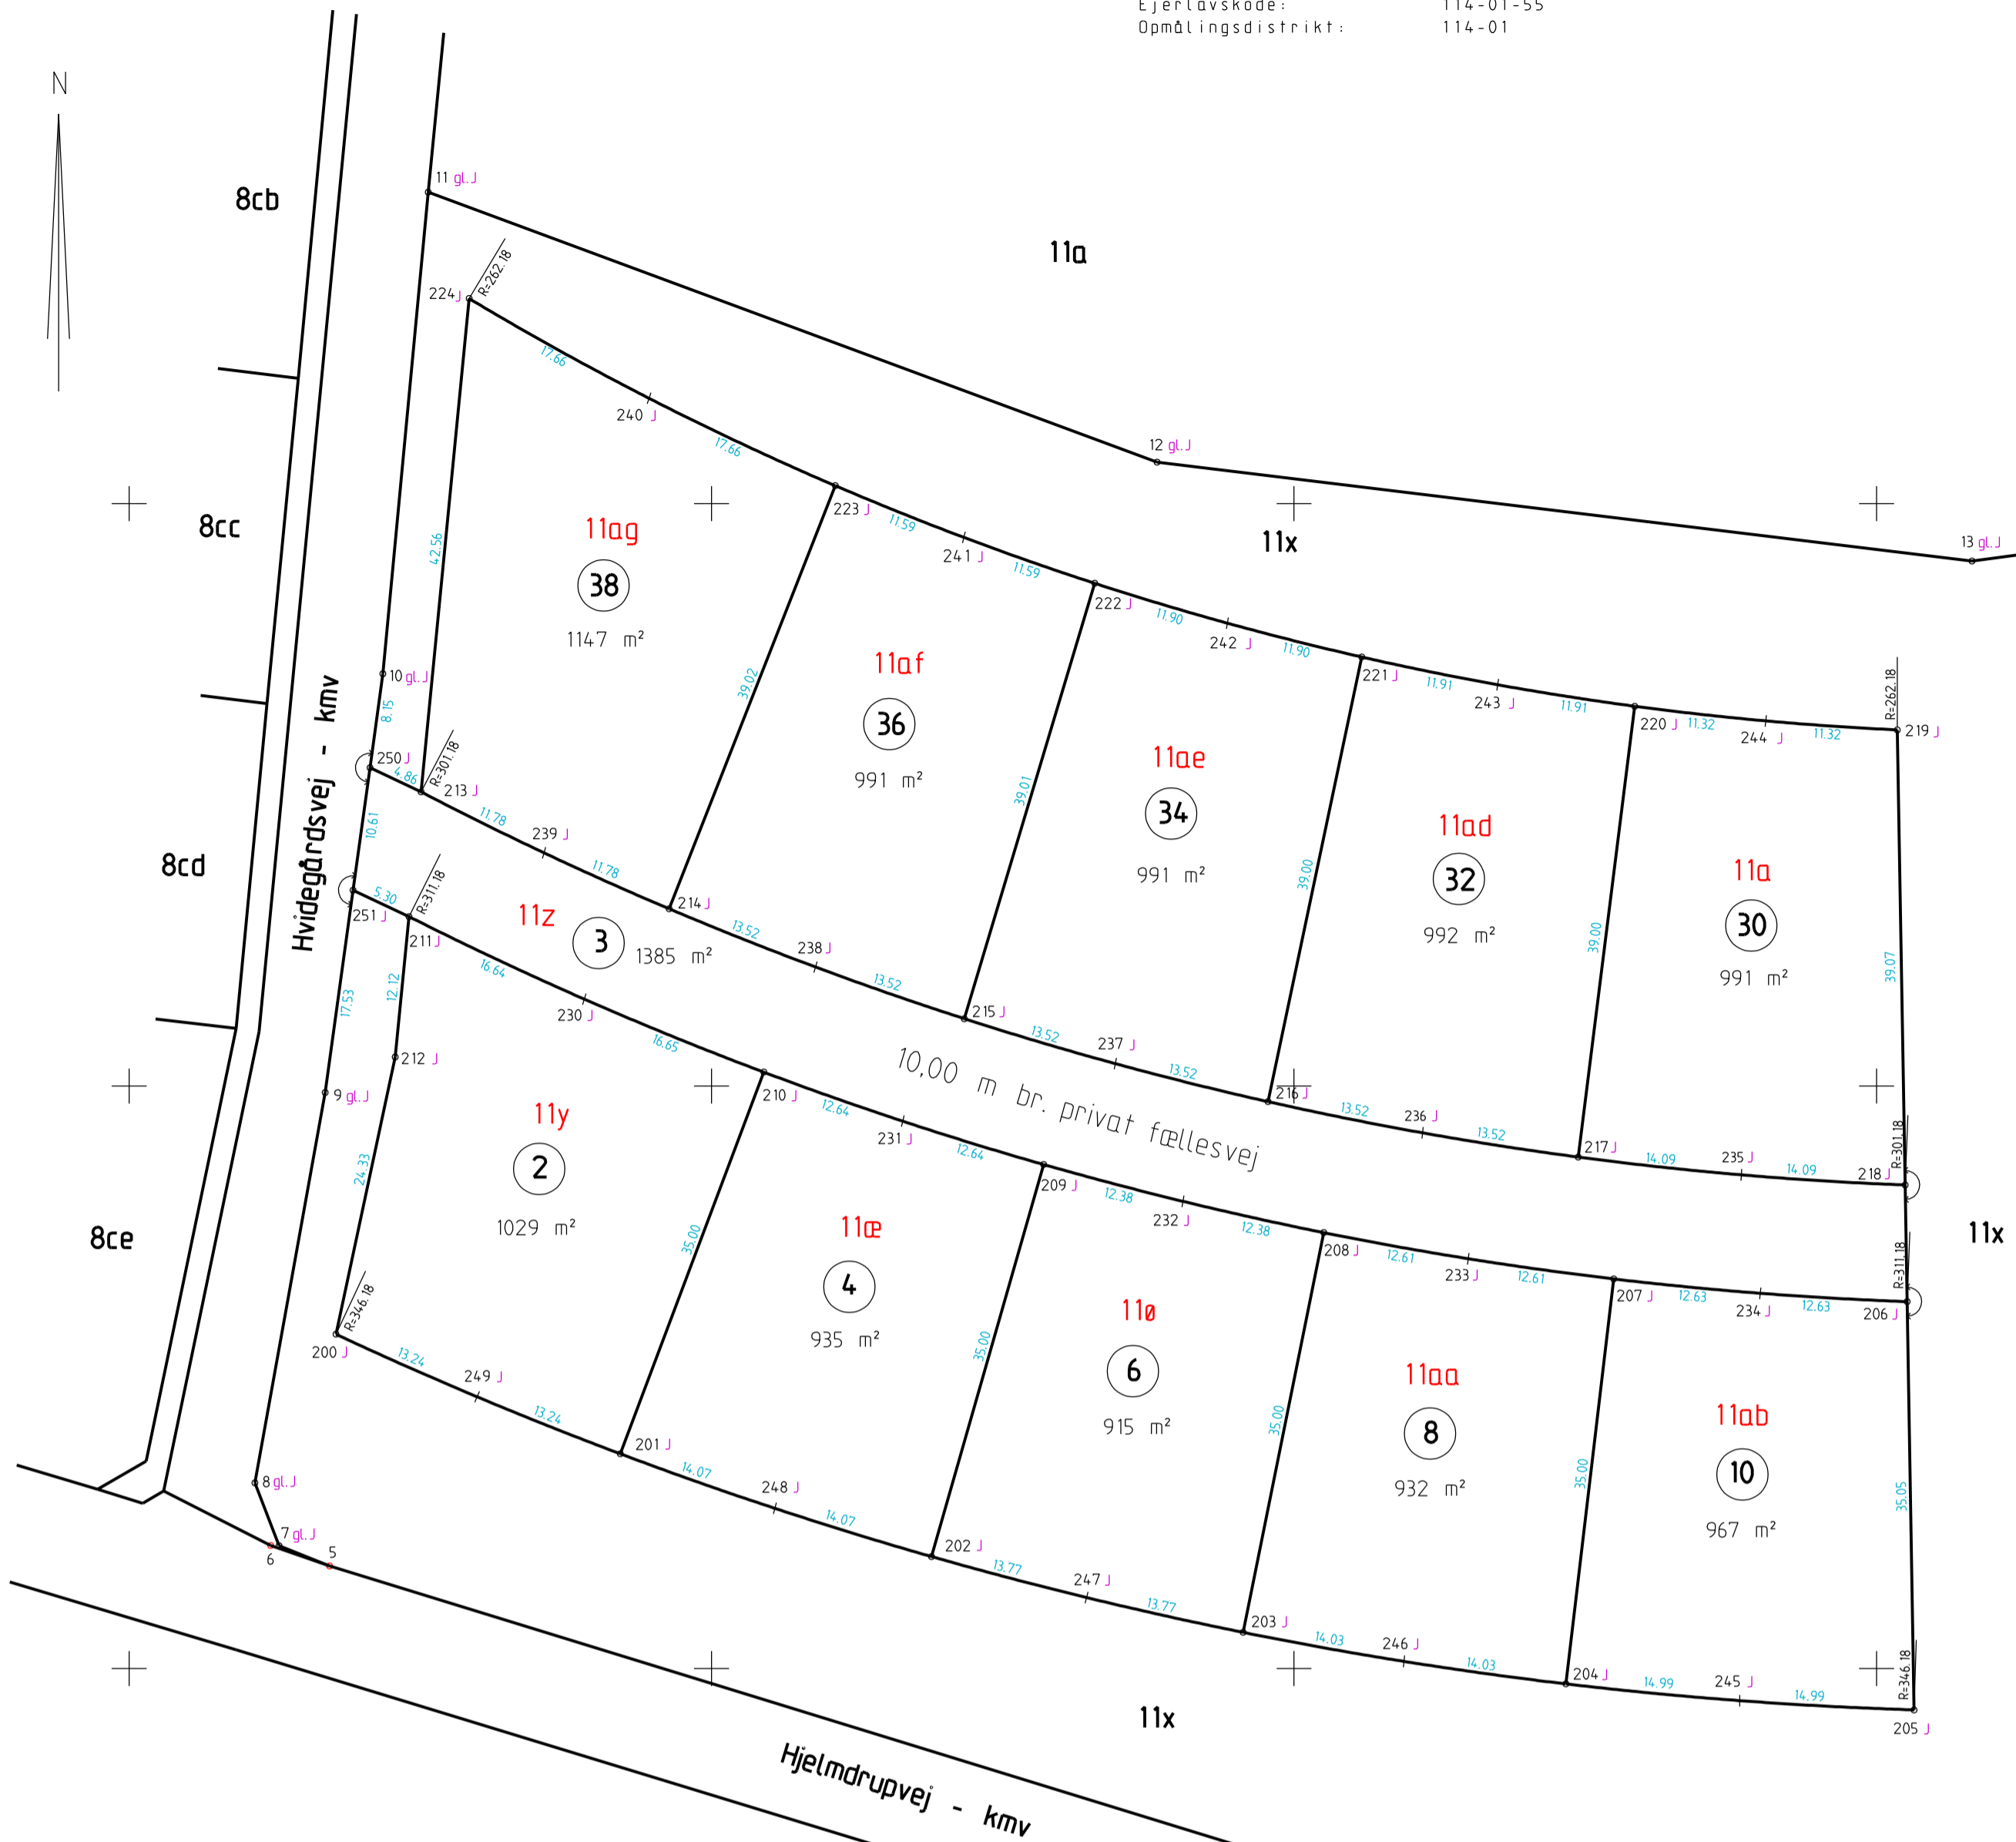 Ejerlavskode: 114-01-55
Opmålingsdistrikt: 114-01
N
11 gl.J
8cb
11a
R=262.18
224 J
17.66
240 J
17.66
12 gl.J
223 J
11.59
241 J
11.59
11x
13 gl.J
8cc
11ag
38
1147 m²
42.56
222 J
11.90
242 J
11.90
221 J
11.91
243 J
11.91
220 J
11.32
244 J
11.32
R=262.18
219 J
10 gl.J
8.15
39.02
11af
36
991 m²
39.01
11ae
34
991 m²
39.00
11ad
32
992 m²
39.00
11a
30
991 m²
39.07
Hvidegårdsvej - kmv
250 J
4.86
R=301.18
213 J
11.78
239 J
11.78
214 J
10.61
8cd
R=311.18
5.30
251 J
211 J
11z
3
1385 m²
13.52
238 J
13.52
215 J
13.52
237 J
13.52
216 J
13.52
236 J
13.52
217 J
14.09
235 J
14.09
218 J
R=301.18
17.53
12.12
16.64
230 J
16.65
212 J
9 gl.J
10,00 m br. privat fællesvej
210 J
12.64
231 J
12.64
209 J
12.38
232 J
12.38
208 J
12.61
233 J
12.61
207 J
12.63
234 J
12.63
206 J
R=311.18
11x
8ce
11y
2
1029 m²
24.33
35.00
11æ
4
935 m²
35.00
11ø
6
915 m²
35.00
11aa
8
932 m²
35.00
11ab
10
967 m²
35.05
R=346.18
200 J
13.24
249 J
13.24
201 J
14.07
248 J
14.07
202 J
13.77
247 J
13.77
203 J
14.03
246 J
14.03
204 J
14.99
245 J
14.99
R=346.18
205 J
8 gl.J
7 gl.J
6
5
11x
Hjelmdrupvej - kmv